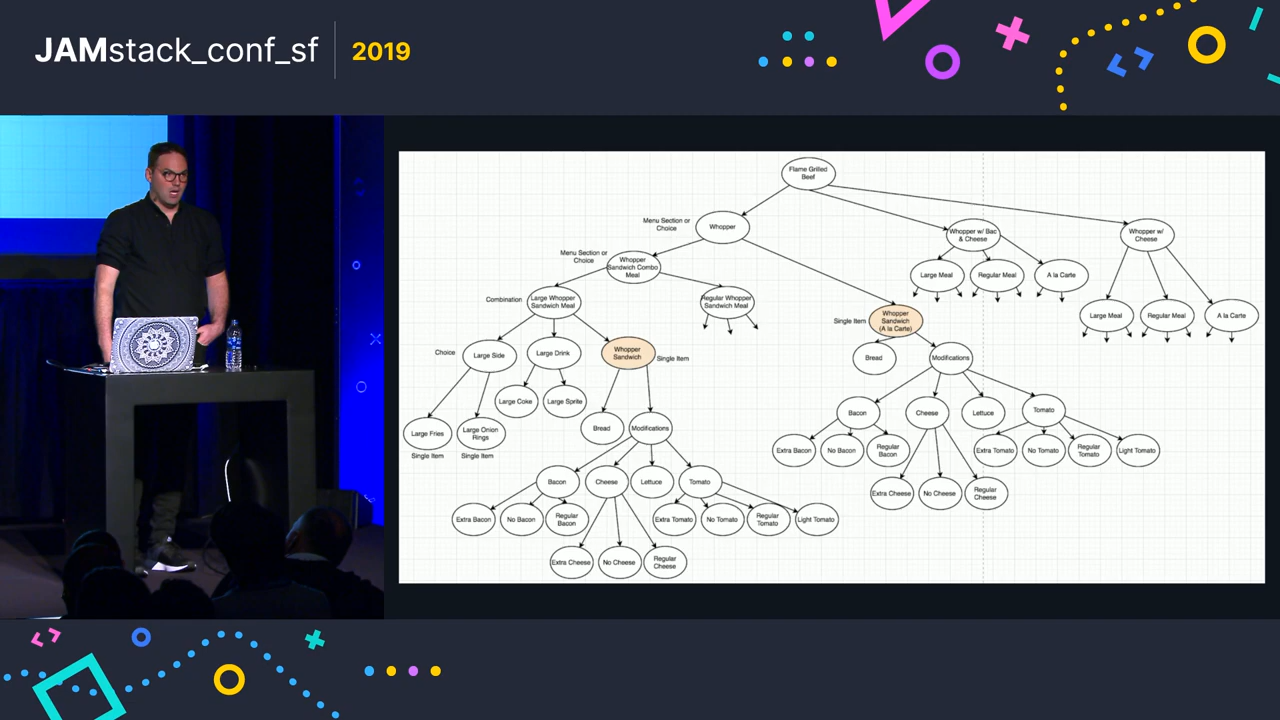 JAMstack_conf_sf
2019
Flame Grilled
Beef
Menu Section or
Choice
Whopper
Whopper w/ Bac
& Cheese
Whopper w/
Cheese
Menu Section or
Choice
Whopper
Sandwich Combo
Meal
Large Meal
Regular Meal
A la Carte
Combination
Large Whopper
Sandwich Meal
Regular Whopper
Sandwich Meal
Single Item
Whopper
Sandwich
(A la Carte)
Large Meal
Regular Meal
A la Carte
Choice
Large Side
Large Drink
Whopper
Sandwich
Single Item
Bread
Modifications
Large Coke
Large Sprite
Bacon
Cheese
Lettuce
Tomato
Large Fries
Single Item
Large Onion
Rings
Single Item
Bread
Modifications
Extra Bacon
No Bacon
Regular
Bacon
Extra Tomato
No Tomato
Regular
Tomato
Light Tomato
Extra Cheese
No Cheese
Regular
Cheese
Bacon
Cheese
Lettuce
Tomato
Extra Bacon
No Bacon
Regular
Bacon
Extra Tomato
No Tomato
Regular
Tomato
Light Tomato
Extra Cheese
No Cheese
Regular
Cheese